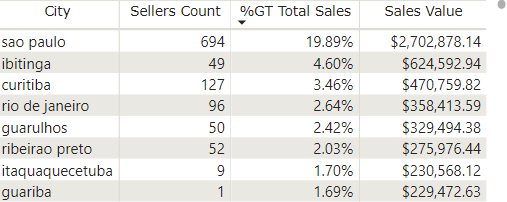 City Sellers Count %GT Total Sales Sales Value
sao paulo 694 19.89% $2,702,878.14
ibitinga 49 4.60% $624,592.94
curitiba 127 3.46% $470,759.82
rio de janeiro 96 2.64% $358,413.59
guarulhos 50 2.42% $329,494.38
ribeirao preto 52 2.03% $275,976.44
itaquaquecetuba 9 1.70% $230,568.12
guariba 1 1.69% $229,472.63